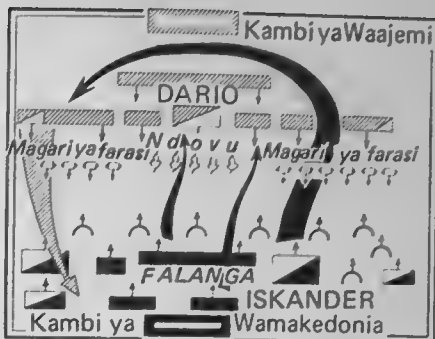 Kambi ya Waajemi
DARIO
Magari ya farasi Ndovu Magari ya farasi
FALANGA
ISKANDER
Kambi ya Wamakedonia